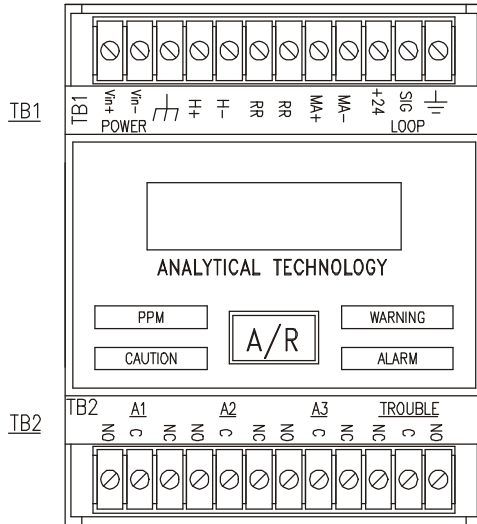 TB1
TB1 Vin+ Vin- H+ H- RR RR MA+ MA- +24 SIG
POWER LOOP
ANALYTICAL TECHNOLOGY
PPM WARNING
A/R
CAUTION ALARM
TB2
TB2 A1 A2 A3 TROUBLE
NO C NC NO C NC NO C NC NC C NO